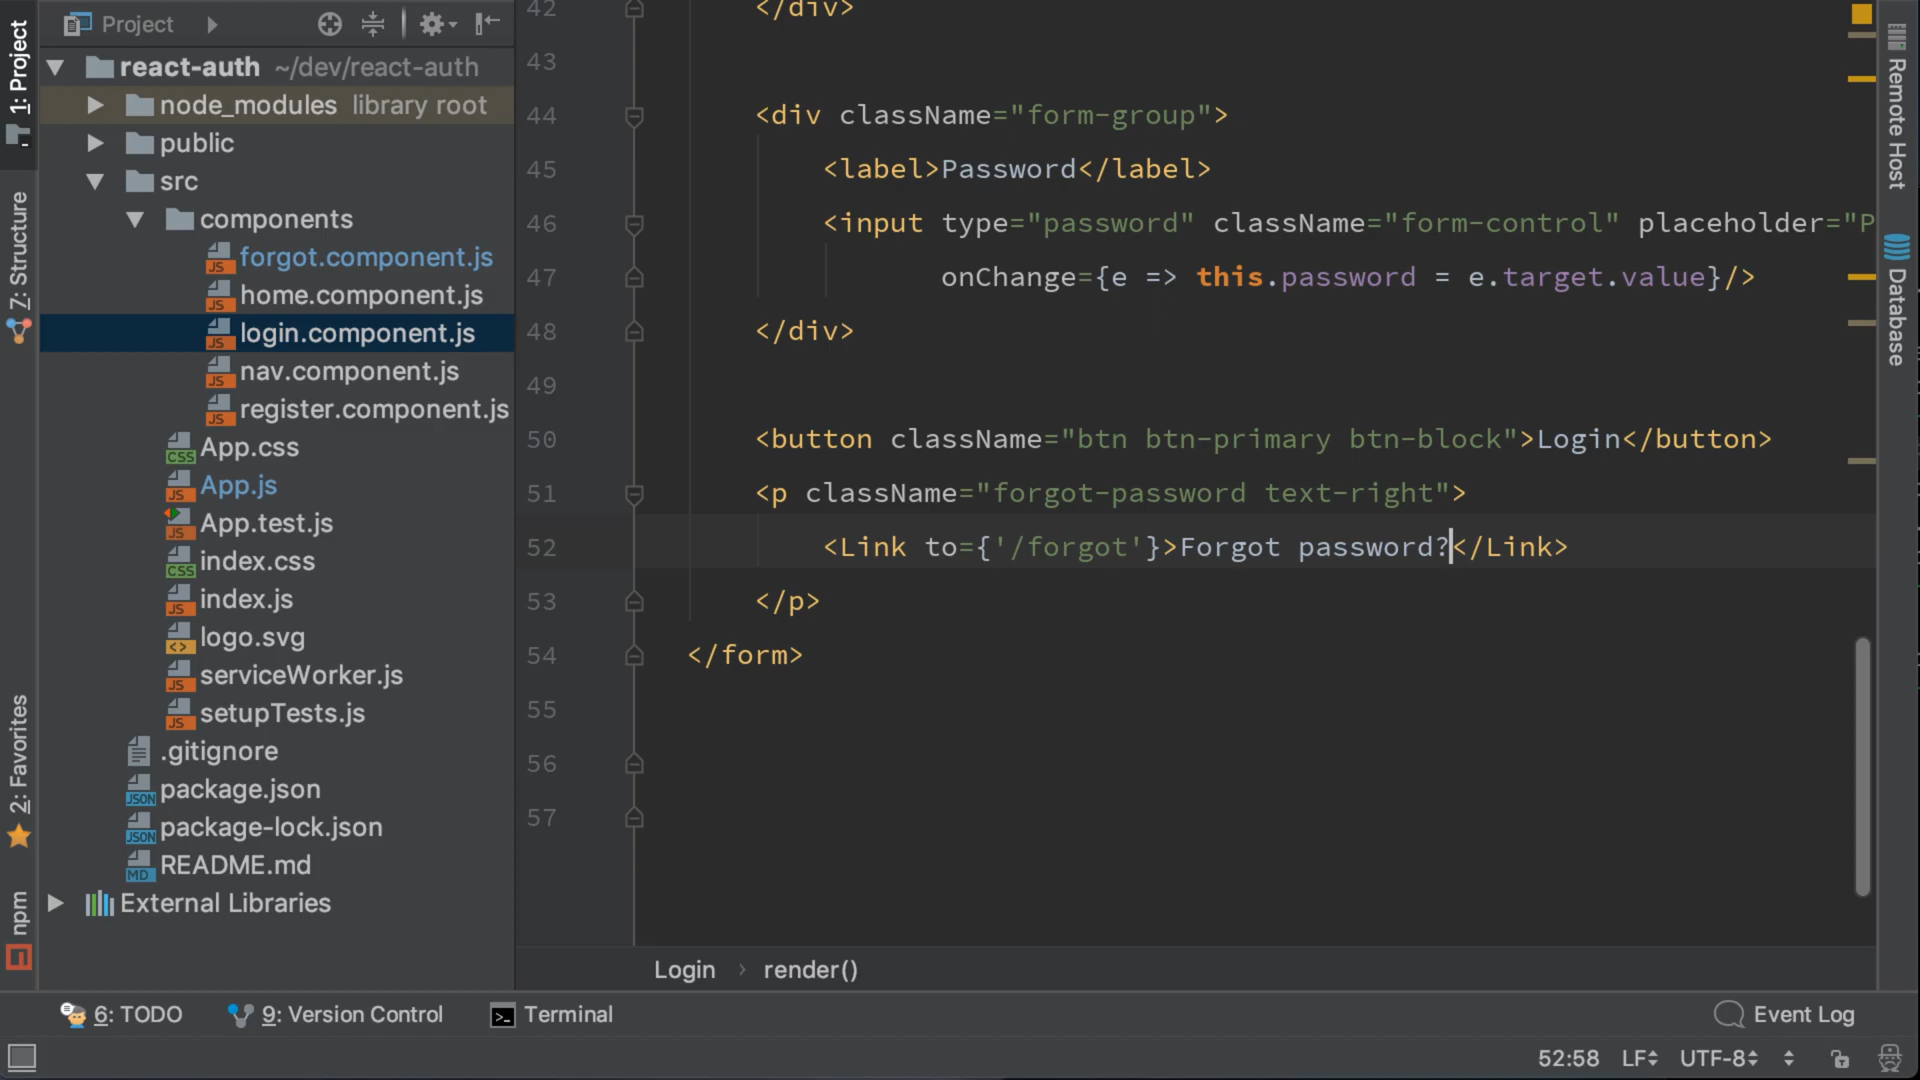 1: Project
Z: Structure
2: Favorites
npm
Project
react-auth ~/dev/react-auth
node_modules library root
public
src
components
forgot.component.js
home.component.js
login.component.js
nav.component.js
register.component.js
App.css
App.js
App.test.js
index.css
index.js
logo.svg
serviceWorker.js
setupTests.js
.gitignore
package.json
package-lock.json
README.md
External Libraries
42 </div>
43
44 <div className="form-group">
45 <label>Password</label>
46 <input type="password" className="form-control" placeholder="P
47 onChange={e => this.password = e.target.value}/>
48 </div>
49
50 <button className="btn btn-primary btn-block">Login</button>
51 <p className="forgot-password text-right">
52 <Link to={'/forgot'}>Forgot password?</Link>
53 </p>
54 </form>
55
56
57
Login › render()
Remote Host
Database
6: TODO
9: Version Control
Terminal
Event Log
52:58 LF UTF-8